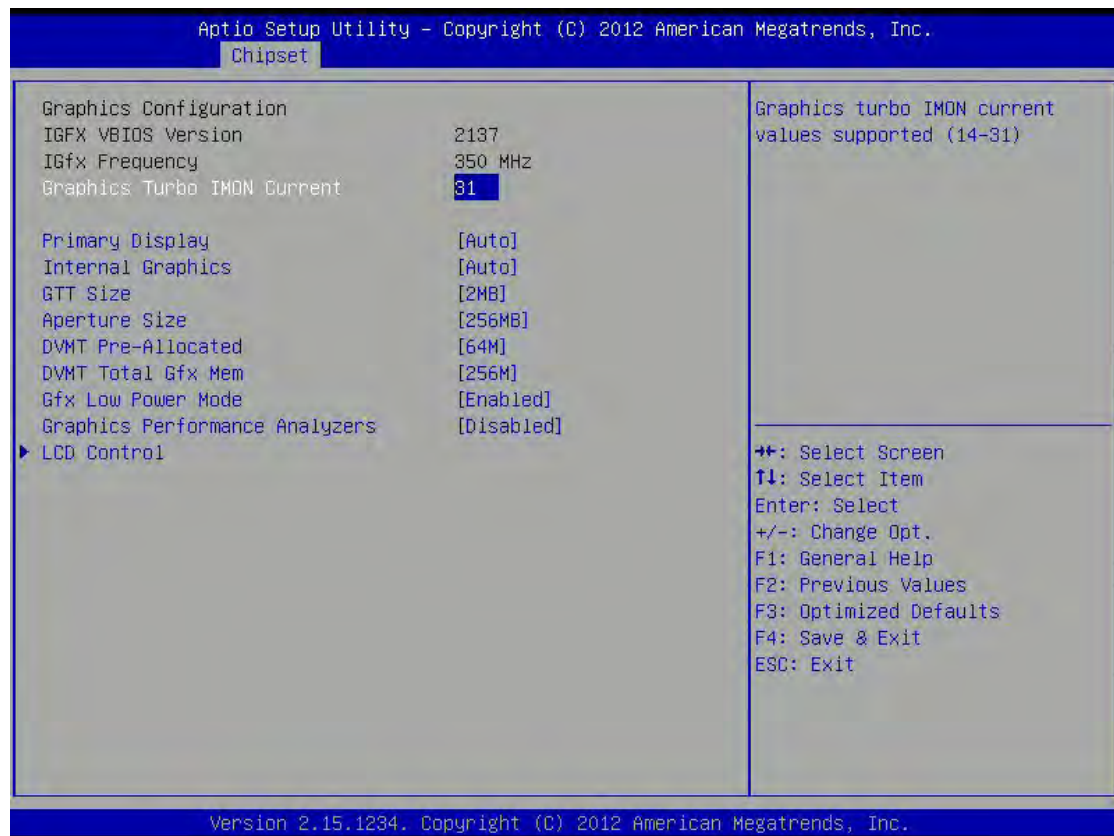 Aptio Setup Utility – Copyright (C) 2012 American Megatrends, Inc.
Chipset
Graphics Configuration
IGFX VBIOS Version 2137
IGfx Frequency 350 MHz
Graphics Turbo IMON Current 31
Primary Display [Auto]
Internal Graphics [Auto]
GTT Size [2MB]
Aperture Size [256MB]
DVMT Pre-Allocated [64M]
DVMT Total Gfx Mem [256M]
Gfx Low Power Mode [Enabled]
Graphics Performance Analyzers [Disabled]
LCD Control
Graphics turbo IMON current
values supported (14-31)
→←: Select Screen
↑↓: Select Item
Enter: Select
+/-: Change Opt.
F1: General Help
F2: Previous Values
F3: Optimized Defaults
F4: Save & Exit
ESC: Exit
Version 2.15.1234. Copyright (C) 2012 American Megatrends, Inc.